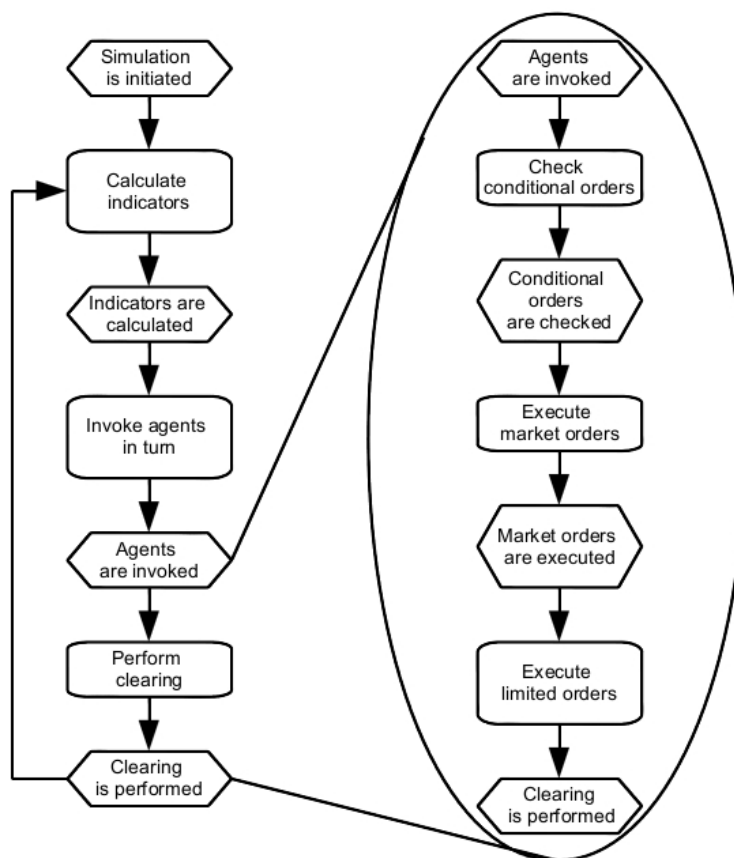 Simulation
is initiated
Calculate
indicators
Indicators are
calculated
Invoke agents
in turn
Agents
are invoked
Perform
clearing
Clearing
is performed
Agents
are invoked
Check
conditional orders
Conditional
orders
are checked
Execute
market orders
Market orders
are executed
Execute
limited orders
Clearing
is performed